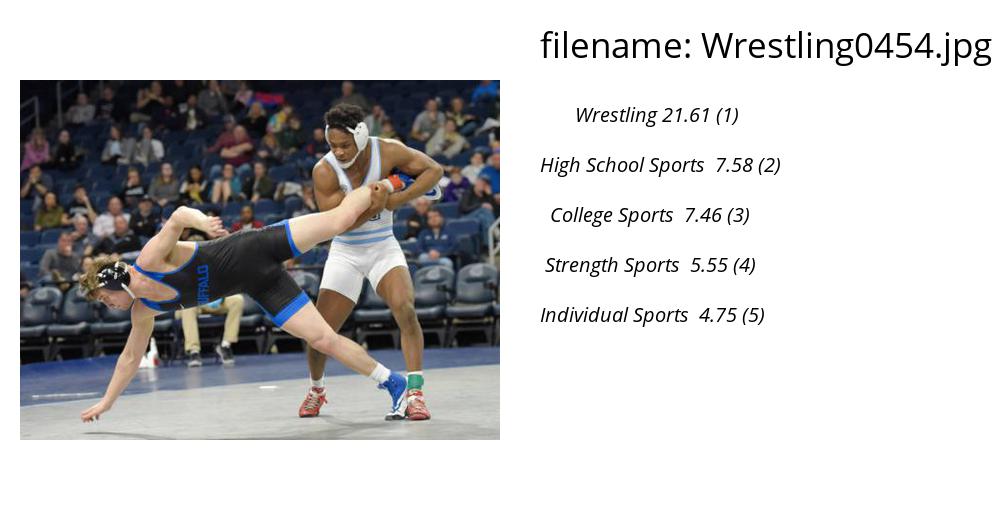 filename: Wrestling0454.jpg
Wrestling 21.61 (1)
High School Sports 7.58 (2)
College Sports 7.46 (3)
Strength Sports 5.55 (4)
Individual Sports 4.75 (5)